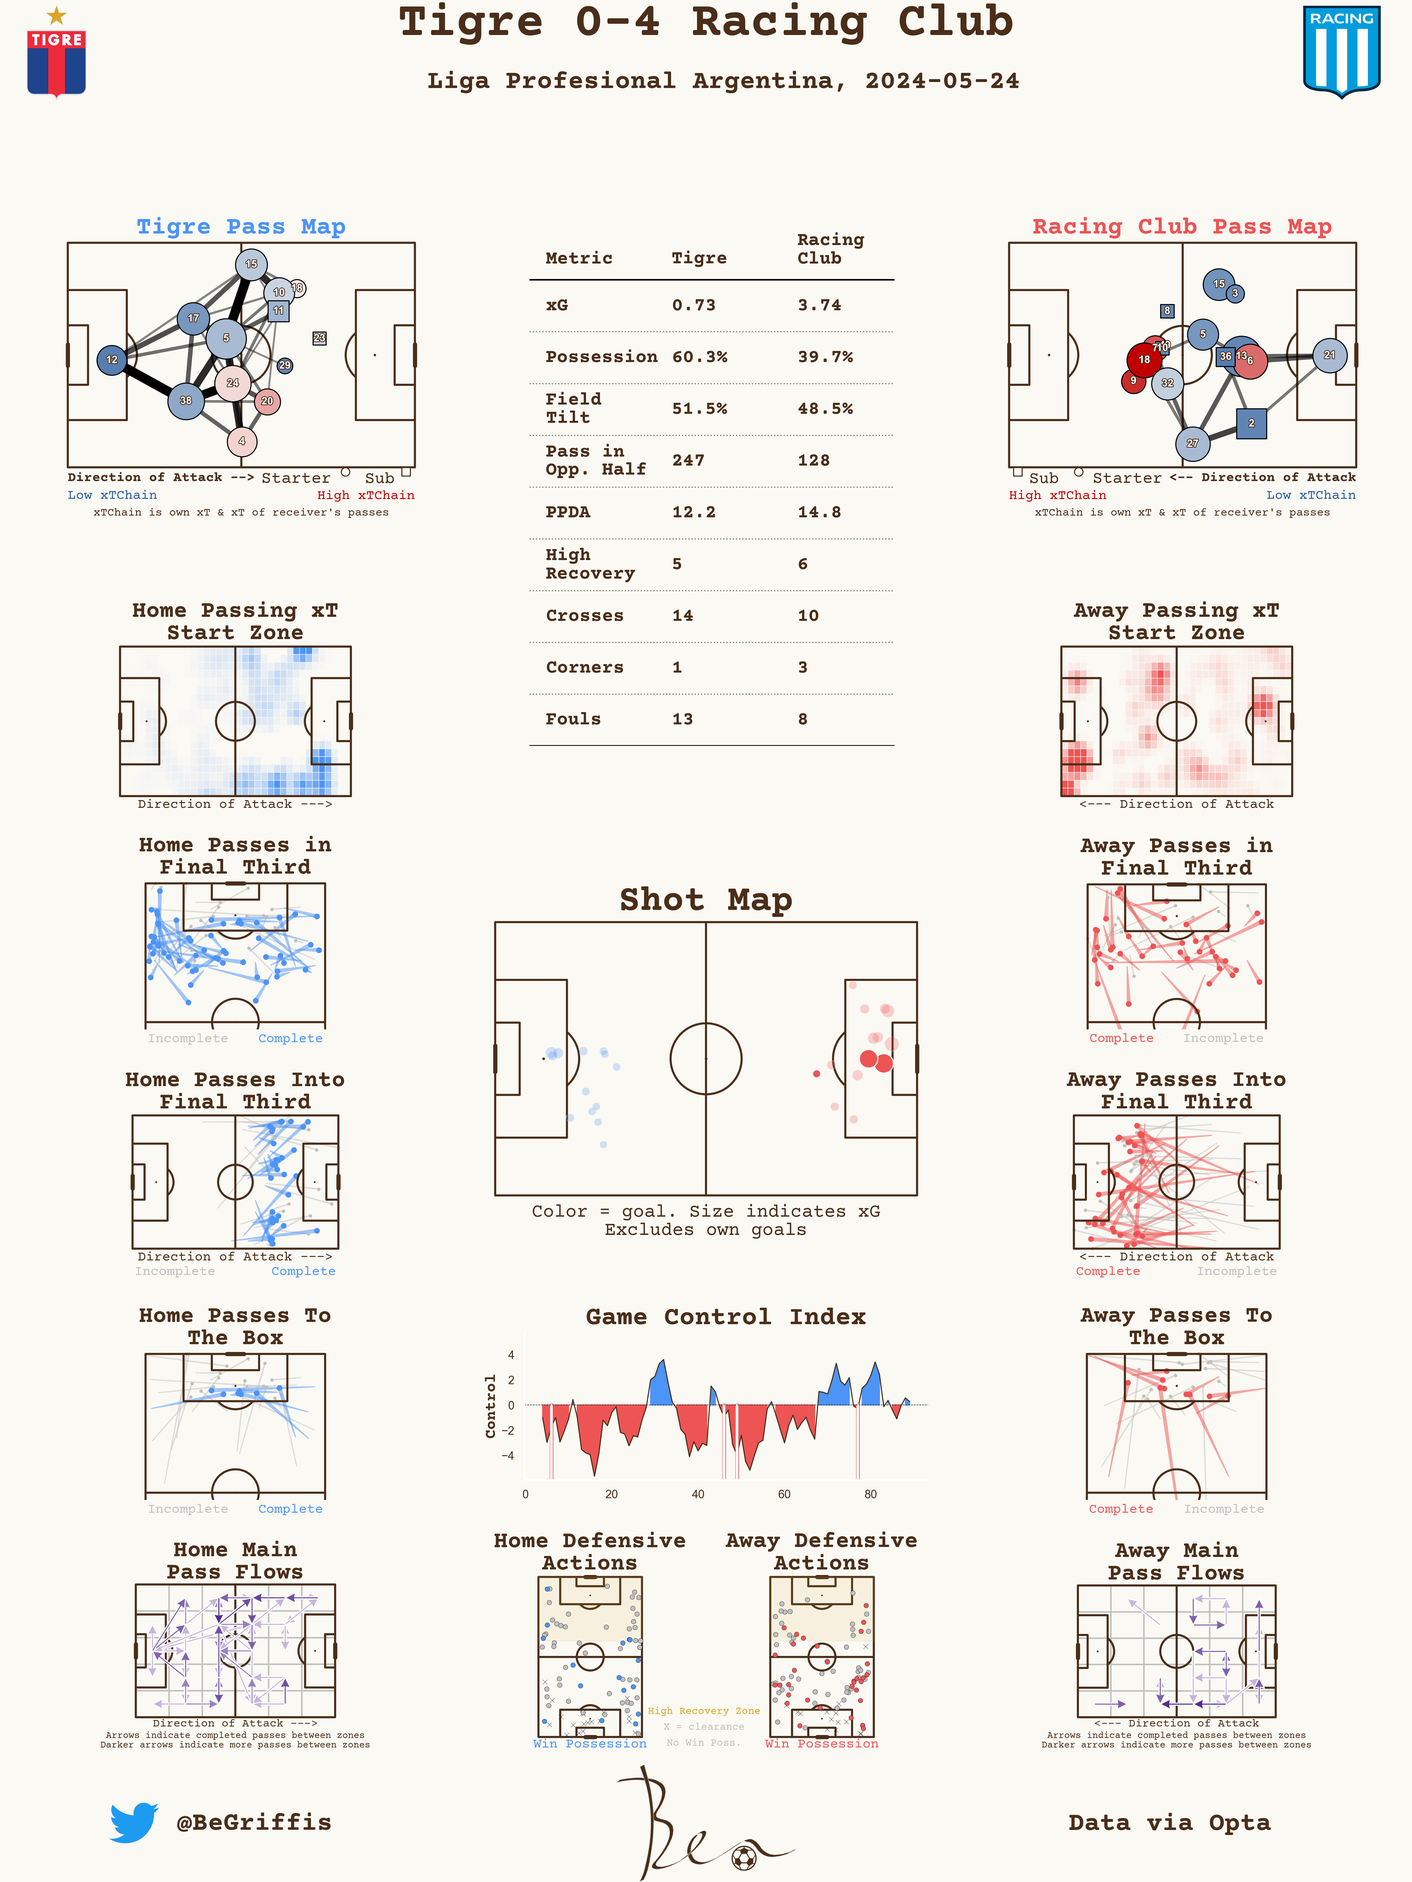 Tigre 0-4 Racing Club
Liga Profesional Argentina, 2024-05-24
TIGRE
RACING
Tigre Pass Map
15
10
18
11
17
5
23
12
29
24
38
20
4
Direction of Attack --> Starter Sub
Low xTChain High xTChain
xTChain is own xT & xT of receiver's passes
Metric Tigre Racing Club
xG 0.73 3.74
Possession 60.3% 39.7%
Field Tilt 51.5% 48.5%
Pass in Opp. Half 247 128
PPDA 12.2 14.8
High Recovery 5 6
Crosses 14 10
Corners 1 3
Fouls 13 8
Racing Club Pass Map
15
3
8
5
7
10
18
36
13
6
21
9
32
2
27
Sub Starter <-- Direction of Attack
High xTChain Low xTChain
xTChain is own xT & xT of receiver's passes
Home Passing xT
Start Zone
Direction of Attack --->
Away Passing xT
Start Zone
<--- Direction of Attack
Home Passes in
Final Third
Incomplete Complete
Away Passes in
Final Third
Complete Incomplete
Shot Map
Color = goal. Size indicates xG
Excludes own goals
Home Passes Into
Final Third
Direction of Attack --->
Incomplete Complete
Away Passes Into
Final Third
<--- Direction of Attack
Complete Incomplete
Home Passes To
The Box
Incomplete Complete
Game Control Index
Control
4
2
0
−2
−4
0 20 40 60 80
Away Passes To
The Box
Complete Incomplete
Home Main
Pass Flows
Direction of Attack --->
Arrows indicate completed passes between zones
Darker arrows indicate more passes between zones
Home Defensive
Actions
Win Possession
High Recovery Zone
X = clearance
No Win Poss.
Away Defensive
Actions
Win Possession
Away Main
Pass Flows
<--- Direction of Attack
Arrows indicate completed passes between zones
Darker arrows indicate more passes between zones
@BeGriffis
Ben
Data via Opta